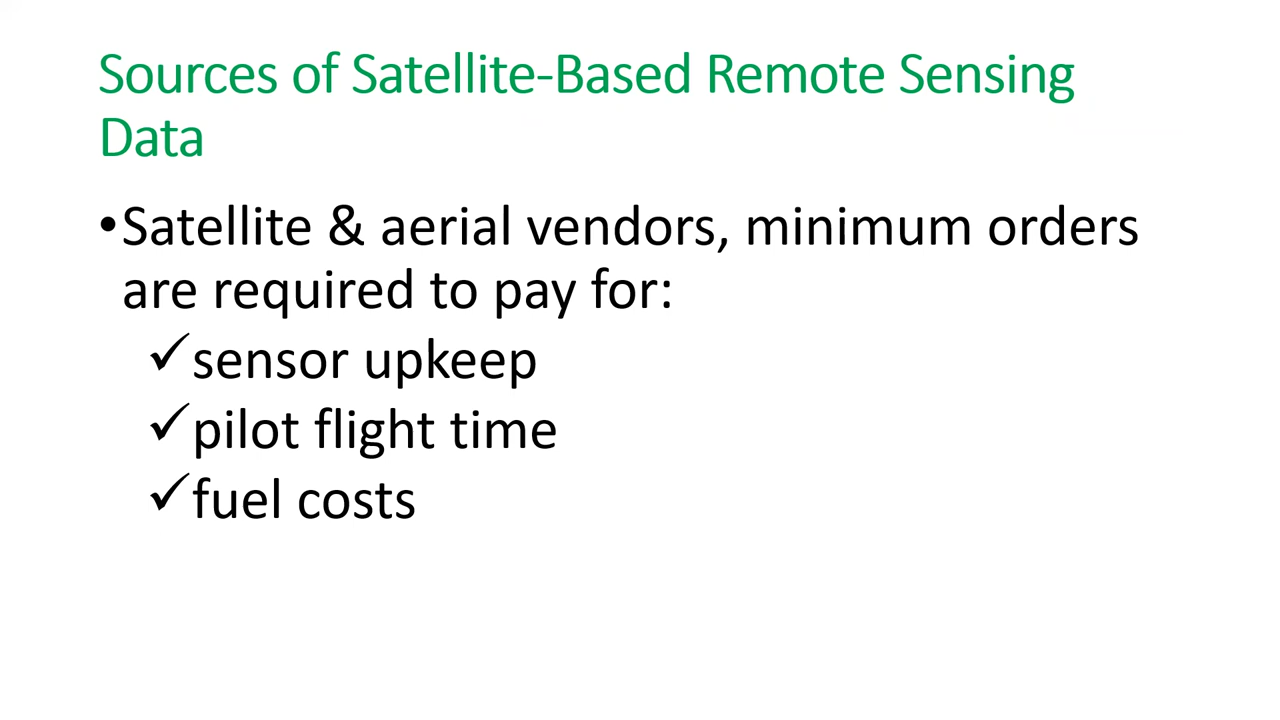 Sources of Satellite-Based Remote Sensing
Data
•Satellite & aerial vendors, minimum orders
are required to pay for:
✓sensor upkeep
✓pilot flight time
✓fuel costs